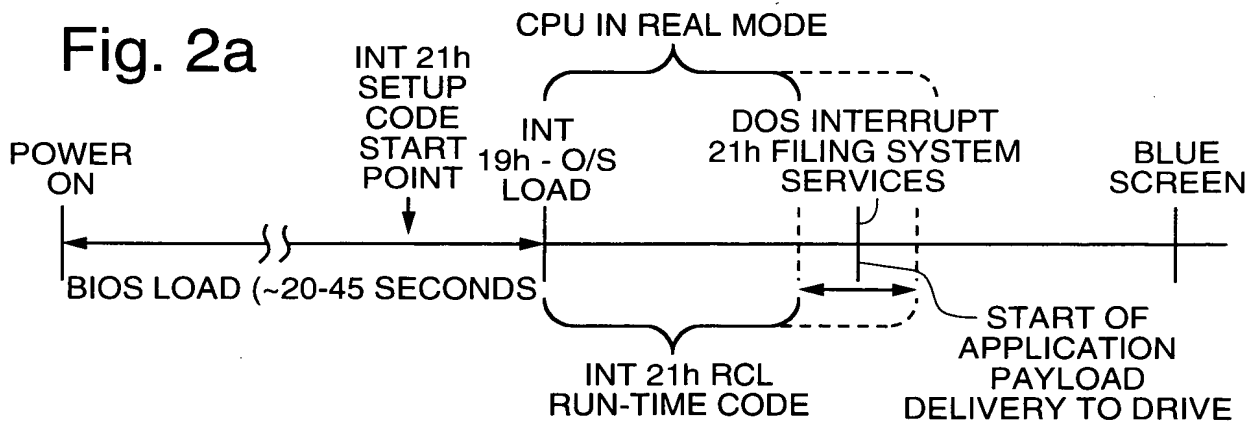 Fig. 2a
CPU IN REAL MODE
INT 21h
SETUP
CODE
START
POINT
POWER
ON
INT
19h - O/S
LOAD
DOS INTERRUPT
21h FILING SYSTEM
SERVICES
BLUE
SCREEN
BIOS LOAD (~20-45 SECONDS
INT 21h RCL
RUN-TIME CODE
START OF
APPLICATION
PAYLOAD
DELIVERY TO DRIVE